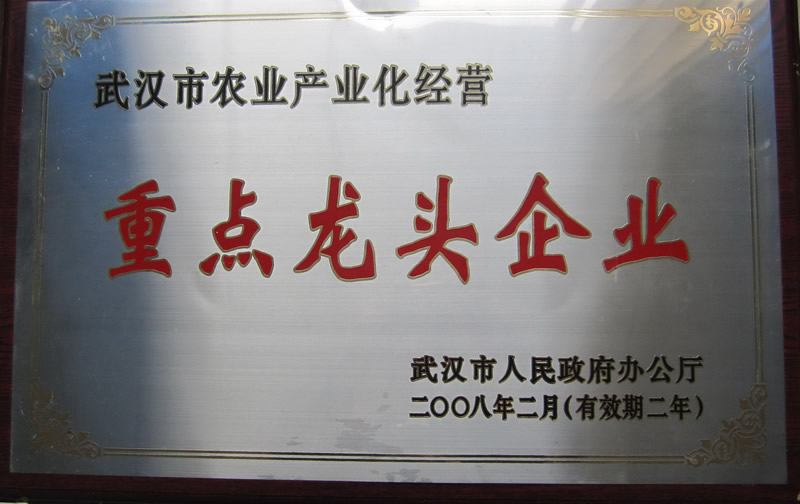 武汉市农业产业化经营
重点龙头企业
武汉市人民政府办公厅
二〇〇八年二月(有效期二年)